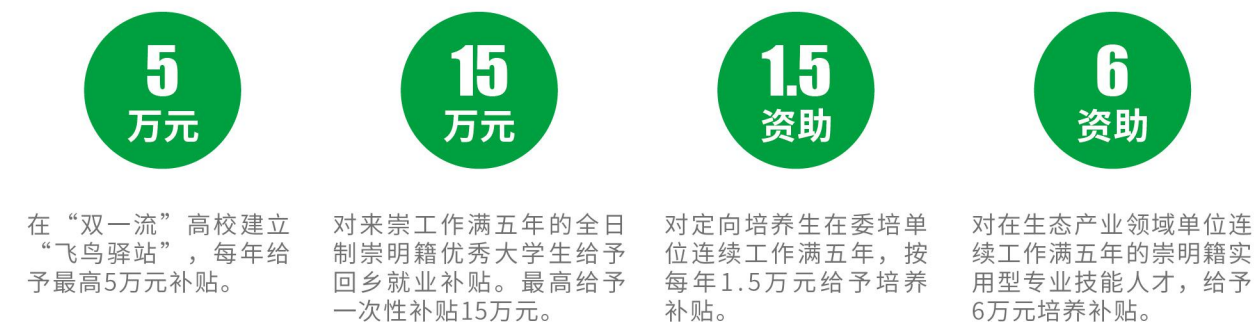 5
万元
在“双一流”高校建立
“飞鸟驿站”，每年给
予最高5万元补贴。
15
万元
对来崇工作满五年的全日
制崇明籍优秀大学生给予
回乡就业补贴。最高给予
一次性补贴15万元。
1.5
资助
对定向培养生在委培单
位连续工作满五年，按
每年1.5万元给予培养
补贴。
6
资助
对在生态产业领域单位连
续工作满五年的崇明籍实
用型专业技能人才，给予
6万元培养补贴。